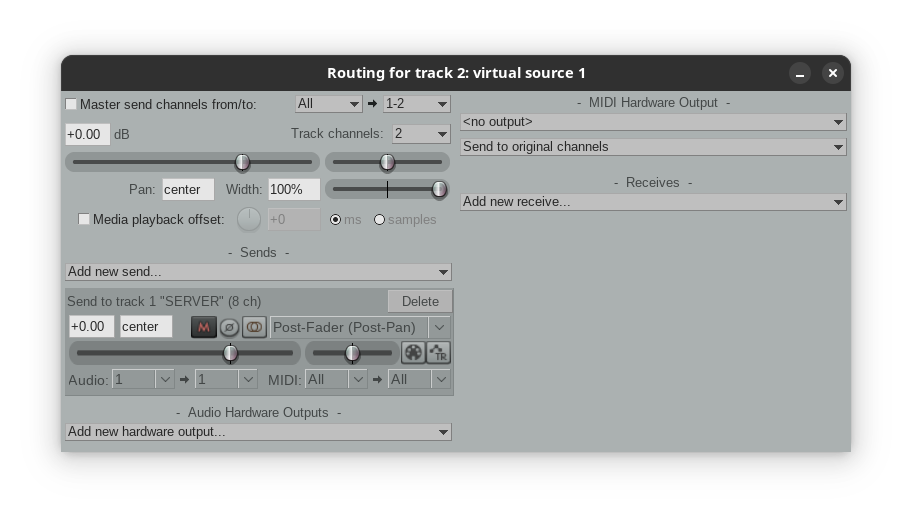 Routing for track 2: virtual source 1
Master send channels from/to: All 1-2
+0.00 dB Track channels: 2
Pan: center Width: 100%
Media playback offset: +0 ms samples
- Sends -
Add new send...
Send to track 1 "SERVER" (8 ch) Delete
+0.00 center M ø Post-Fader (Post-Pan)
TR
Audio: 1 1 MIDI: All All
- Audio Hardware Outputs -
Add new hardware output...
- MIDI Hardware Output -
<no output>
Send to original channels
- Receives -
Add new receive...